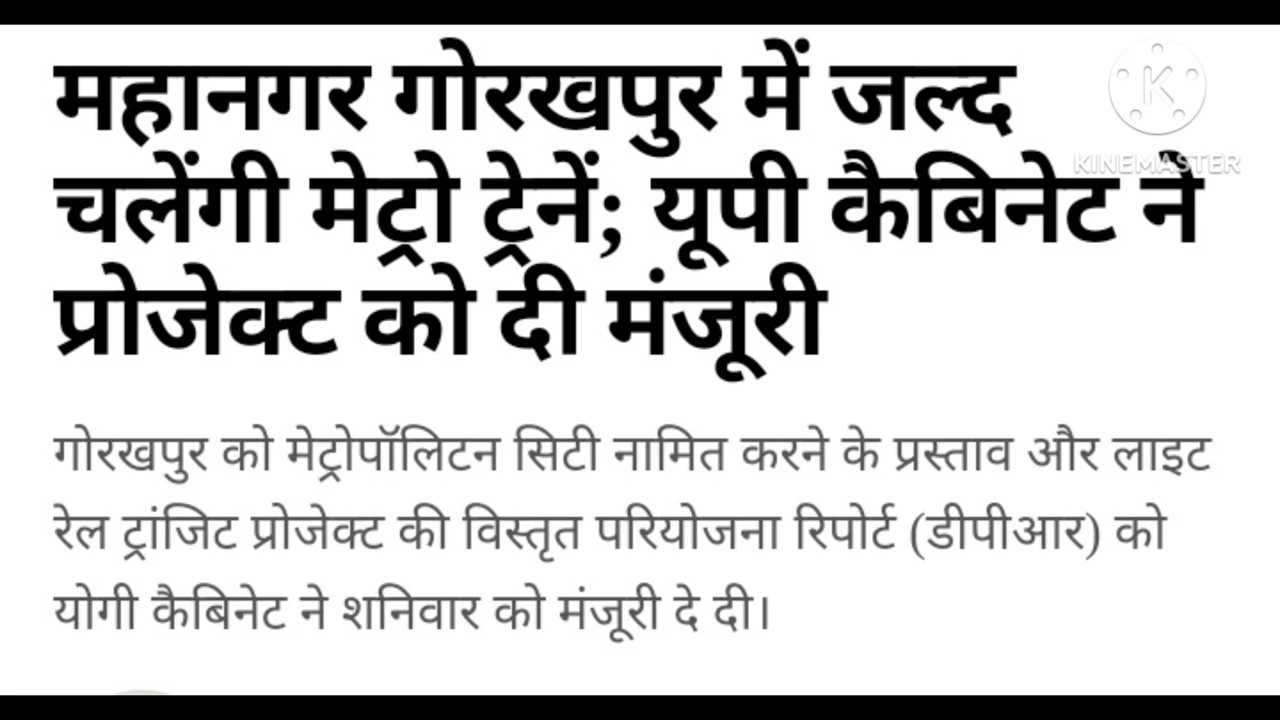 महानगर गोरखपुर में जल्द
चलेंगी मेट्रो ट्रेनें; यूपी कैबिनेट ने
प्रोजेक्ट को दी मंजूरी
गोरखपुर को मेट्रोपॉलिटन सिटी नामित करने के प्रस्ताव और लाइट
रेल ट्रांजिट प्रोजेक्ट की विस्तृत परियोजना रिपोर्ट (डीपीआर) को
योगी कैबिनेट ने शनिवार को मंजूरी दे दी।
K
KINEMASTER